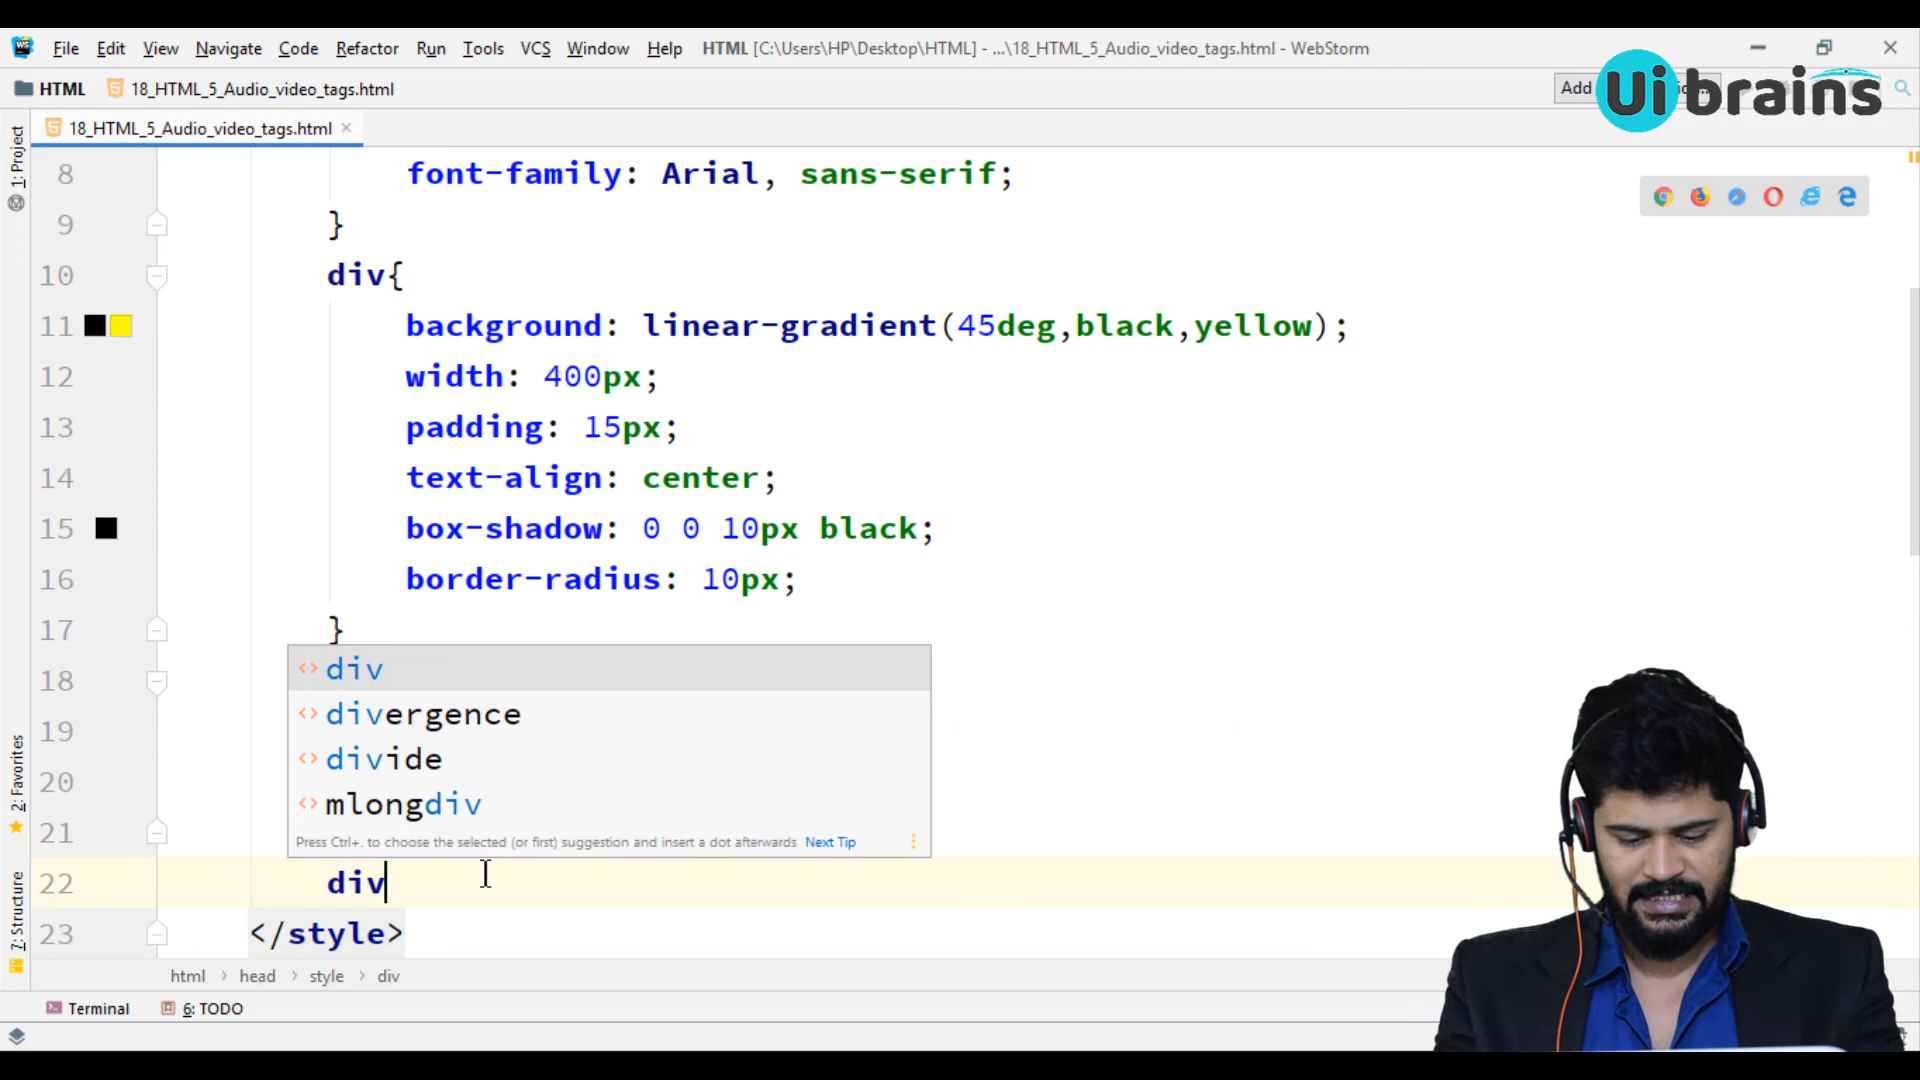 File Edit View Navigate Code Refactor Run Tools VCS Window Help HTML [C:\Users\HP\Desktop\HTML] - ...\18_HTML_5_Audio_video_tags.html - WebStorm
HTML 18_HTML_5_Audio_video_tags.html Add
Ui brains
18_HTML_5_Audio_video_tags.html
1: Project
2: Favorites
7: Structure
8 font-family: Arial, sans-serif;
9 }
10 div{
11 background: linear-gradient(45deg,black,yellow);
12 width: 400px;
13 padding: 15px;
14 text-align: center;
15 box-shadow: 0 0 10px black;
16 border-radius: 10px;
17 }
18
19
20
21
div
divergence
divide
mlongdiv
Press Ctrl+. to choose the selected (or first) suggestion and insert a dot afterwards Next Tip
22 div
23 </style>
html head style div
Terminal 6: TODO